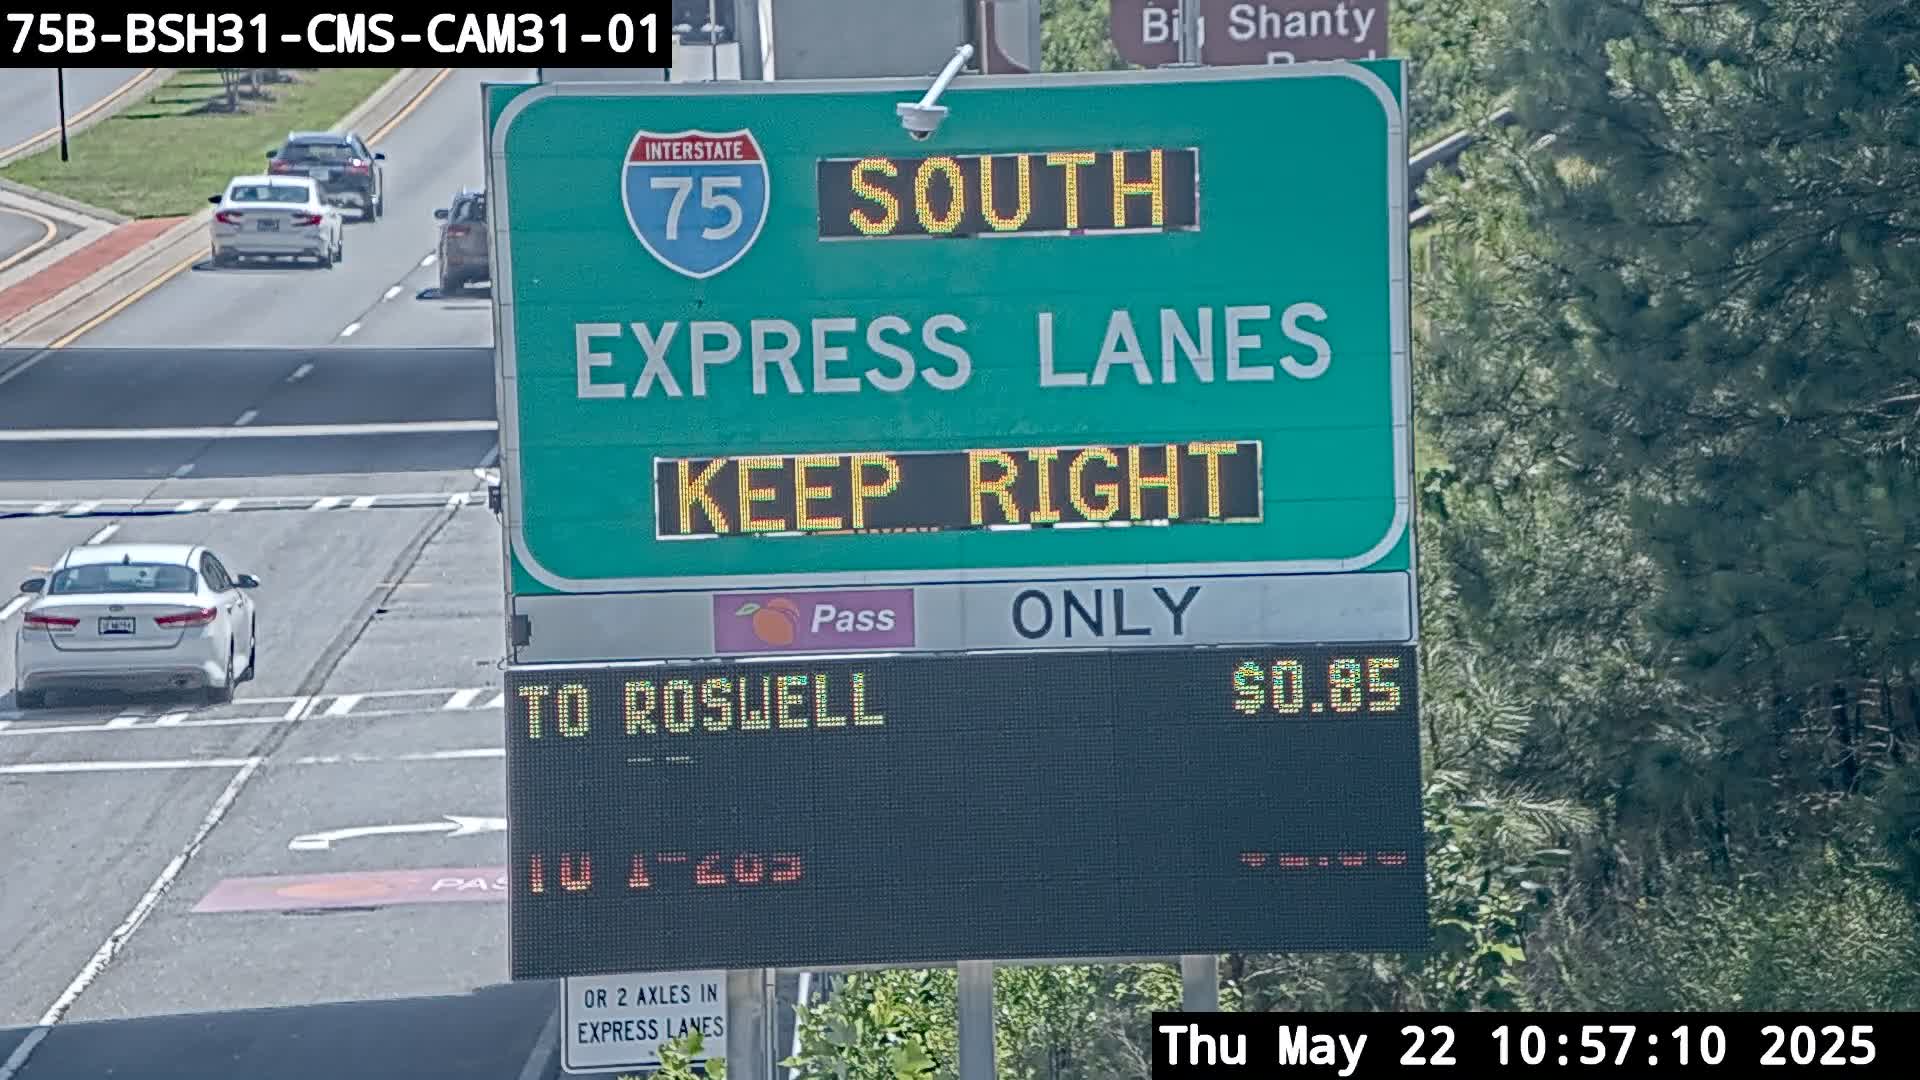 75B-BSH31-CMS-CAM31-01
Big Shanty
INTERSTATE
75
SOUTH
EXPRESS LANES
KEEP RIGHT
Pass ONLY
TO ROSWELL $0.85
OR 2 AXLES IN
EXPRESS LANES
Thu May 22 10:57:10 2025